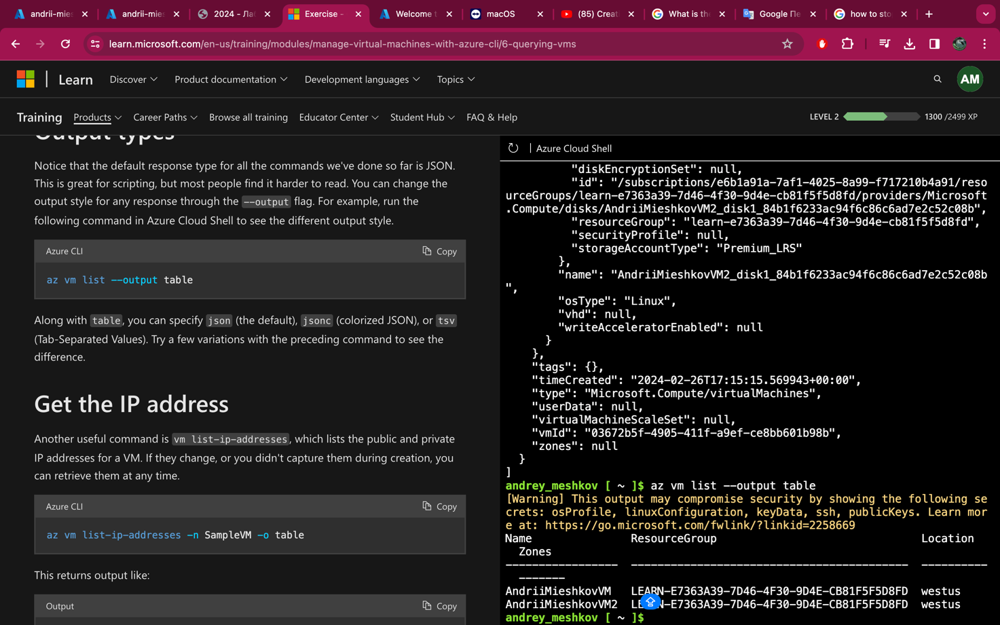 andrii-mies
andrii-mies
2024 - Ла
Exercise -
Welcome t
macOS
(85) Creat
What is the
Google Пе
how to sto
learn.microsoft.com/en-us/training/modules/manage-virtual-machines-with-azure-cli/6-querying-vms
Learn
Discover
Product documentation
Development languages
Topics
AM
Training
Products
Career Paths
Browse all training
Educator Center
Student Hub
FAQ & Help
LEVEL 2
1300 /2499 XP
Output types
Notice that the default response type for all the commands we've done so far is JSON.
This is great for scripting, but most people find it harder to read. You can change the
output style for any response through the --output flag. For example, run the
following command in Azure Cloud Shell to see the different output style.
Azure CLI
Copy
az vm list --output table
Along with table, you can specify json (the default), jsonc (colorized JSON), or tsv
(Tab-Separated Values). Try a few variations with the preceding command to see the
difference.
Get the IP address
Another useful command is vm list-ip-addresses, which lists the public and private
IP addresses for a VM. If they change, or you didn't capture them during creation, you
can retrieve them at any time.
Azure CLI
Copy
az vm list-ip-addresses -n SampleVM -o table
This returns output like:
Output
Copy
Azure Cloud Shell
"diskEncryptionSet": null,
"id": "/subscriptions/e6b1a91a-7af1-4025-8a99-f717210b4a91/reso
urceGroups/learn-e7363a39-7d46-4f30-9d4e-cb81f5f5d8fd/providers/Microsoft
.Compute/disks/AndriiMieshkovVM2_disk1_84b1f6233ac94f6c86c6ad7e2c52c08b",
"resourceGroup": "learn-e7363a39-7d46-4f30-9d4e-cb81f5f5d8fd",
"securityProfile": null,
"storageAccountType": "Premium_LRS"
},
"name": "AndriiMieshkovVM2_disk1_84b1f6233ac94f6c86c6ad7e2c52c08b
",
"osType": "Linux",
"vhd": null,
"writeAcceleratorEnabled": null
}
},
"tags": {},
"timeCreated": "2024-02-26T17:15:15.569943+00:00",
"type": "Microsoft.Compute/virtualMachines",
"userData": null,
"virtualMachineScaleSet": null,
"vmId": "03672b5f-4905-411f-a9ef-ce8bb601b98b",
"zones": null
}
]
andrey_meshkov [ ~ ]$ az vm list --output table
[Warning] This output may compromise security by showing the following se
crets: osProfile, linuxConfiguration, keyData, ssh, publicKeys. Learn mor
e at: https://go.microsoft.com/fwlink/?linkid=2258669
Name ResourceGroup Location
Zones
----------------- ---------------------------------------- ----------
-------
AndriiMieshkovVM LEARN-E7363A39-7D46-4F30-9D4E-CB81F5F5D8FD westus
AndriiMieshkovVM2 LEARN-E7363A39-7D46-4F30-9D4E-CB81F5F5D8FD westus
andrey_meshkov [ ~ ]$